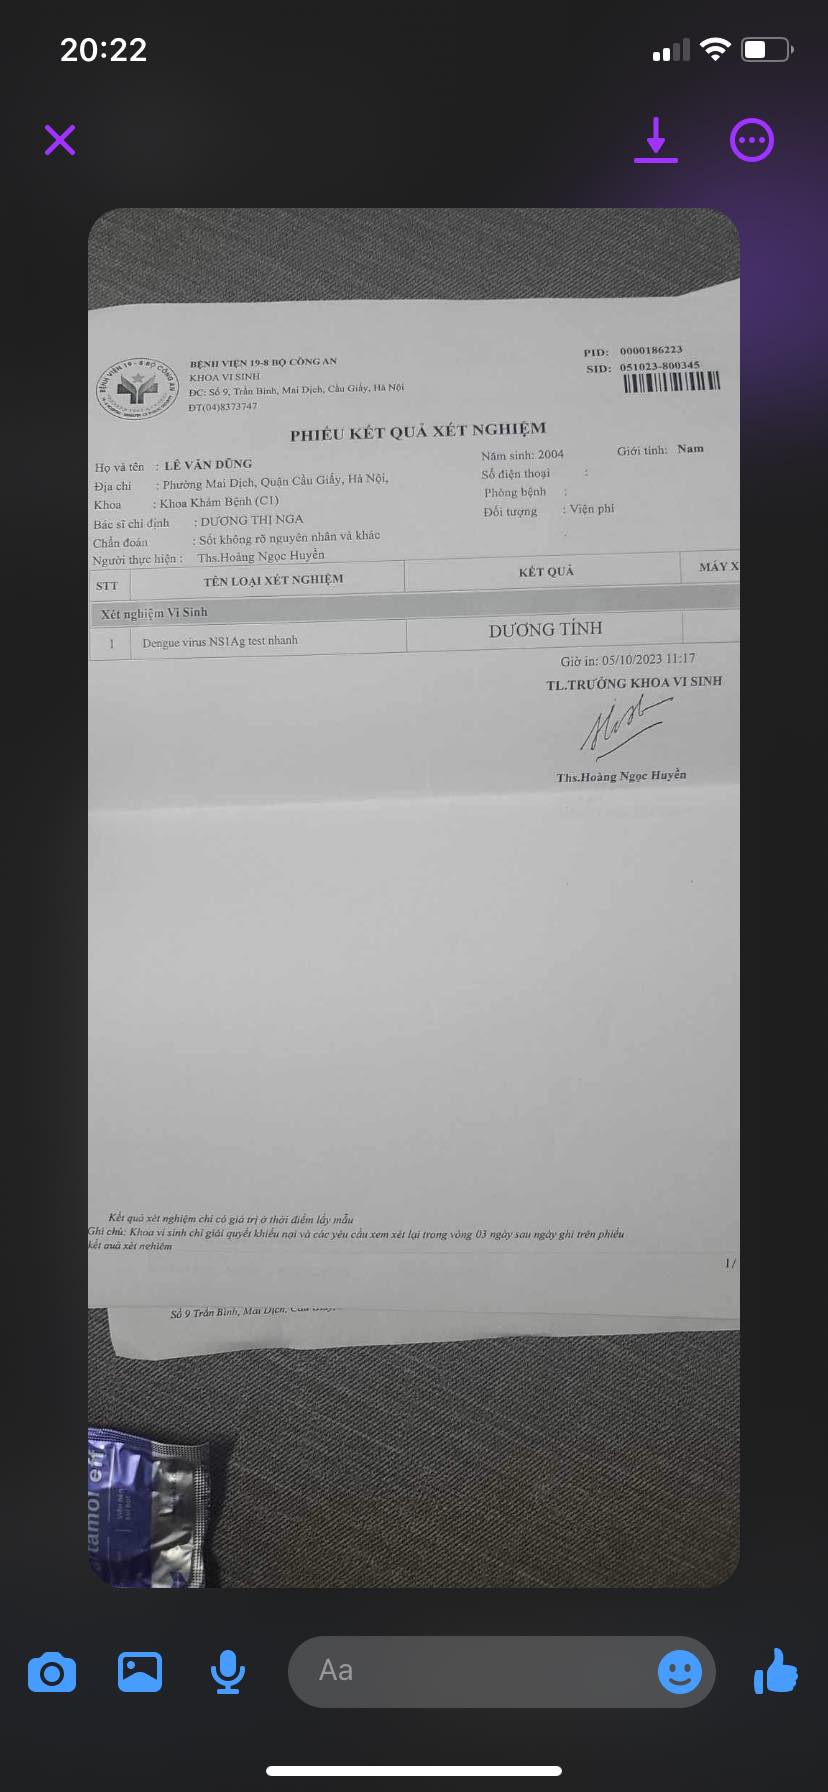 20:22
BỆNH VIỆN 19-8 BỘ CÔNG AN
KHOA VI SINH
ĐC: Số 9, Trần Bình, Mai Dịch, Cầu Giấy, Hà Nội
ĐT(04)8373747
PID: 0000186223
SID: 051023-800345
BỆNH VIỆN 19-8 BỘ CÔNG AN
PHIẾU KẾT QUẢ XÉT NGHIỆM
Họ và tên : LÊ VĂN DŨNG
Năm sinh: 2004
Giới tính: Nam
Địa chỉ : Phường Mai Dịch, Quận Cầu Giấy, Hà Nội,
Số điện thoại :
Khoa : Khoa Khám Bệnh (C1)
Phòng bệnh :
Bác sĩ chỉ định : DƯƠNG THỊ NGA
Đối tượng : Viện phí
Chẩn đoán : Sốt không rõ nguyên nhân và khác
Người thực hiện : Ths.Hoàng Ngọc Huyền
STT TÊN LOẠI XÉT NGHIỆM KẾT QUẢ MÁY X
Xét nghiệm Vi Sinh
1 Dengue virus NS1Ag test nhanh DƯƠNG TÍNH
Giờ in: 05/10/2023 11:17
TL.TRƯỞNG KHOA VI SINH
Ths.Hoàng Ngọc Huyền
Kết quả xét nghiệm chỉ có giá trị ở thời điểm lấy mẫu
Ghi chú: Khoa vi sinh chỉ giải quyết khiếu nại và các yêu cầu xem xét lại trong vòng 03 ngày sau ngày ghi trên phiếu
kết quả xét nghiệm
1/
Số 9 Trần Bình, Mai Dịch,
tamol eff
Aa